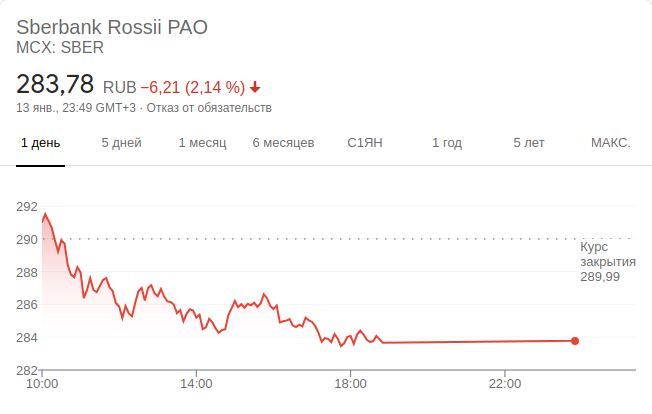 Sberbank Rossii PAO
MCX: SBER
283,78 RUB −6,21 (2,14 %)
13 янв., 23:49 GMT+3 · Отказ от обязательств
1 день 5 дней 1 месяц 6 месяцев С1ЯН 1 год 5 лет МАКС.
292
290
Курс
закрытия
289,99
288
286
284
282
10:00 14:00 18:00 22:00